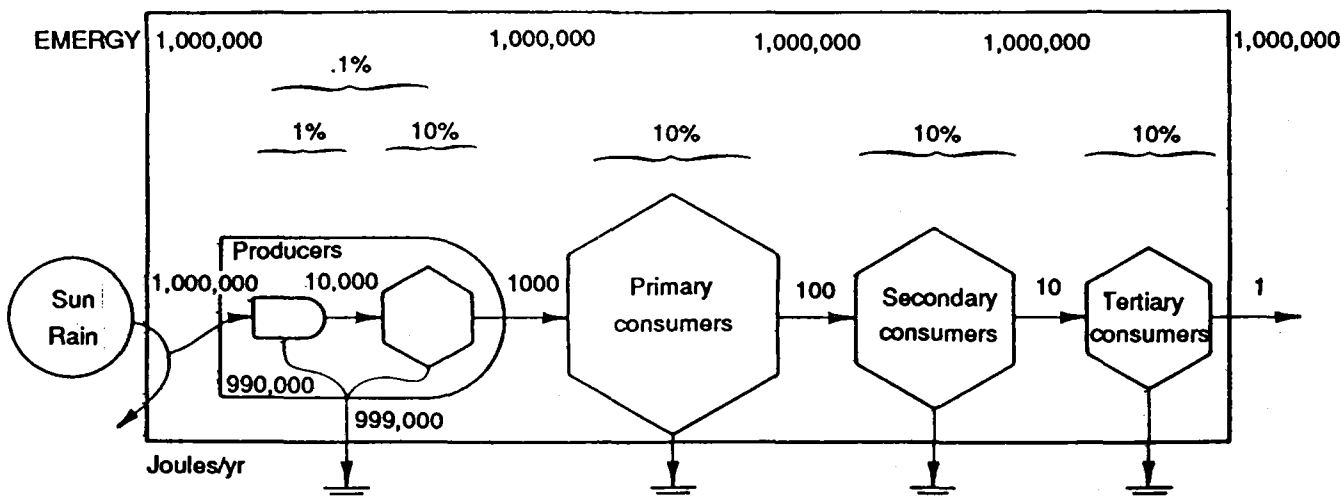 EMERGY 1,000,000 1,000,000 1,000,000 1,000,000 1,000,000
.1%
1% 10% 10% 10% 10%
Producers
Sun
Rain
1,000,000 10,000 1000
Primary
consumers
100
Secondary
consumers
10
Tertiary
consumers
1
990,000
999,000
Joules/yr